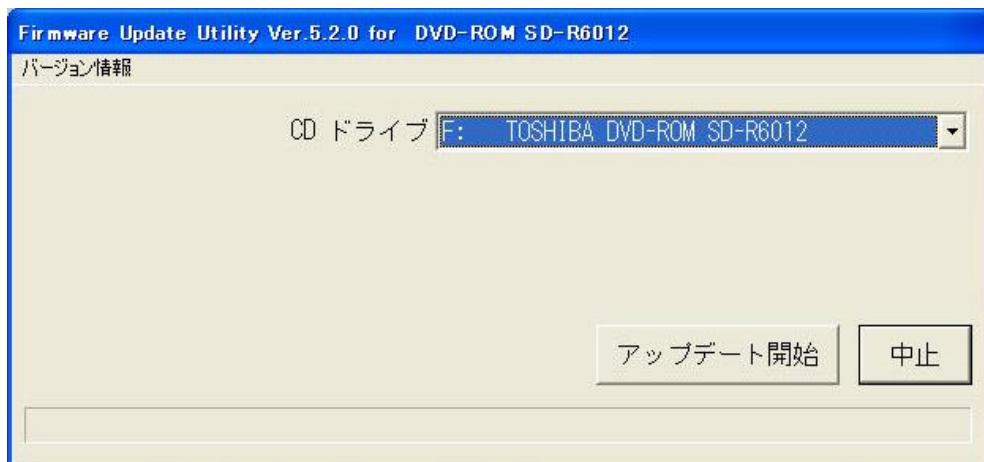 Firmware Update Utility Ver.5.2.0 for DVD-ROM SD-R6012
バージョン情報
CD ドライブ F: TOSHIBA DVD-ROM SD-R6012
アップデート開始 中止